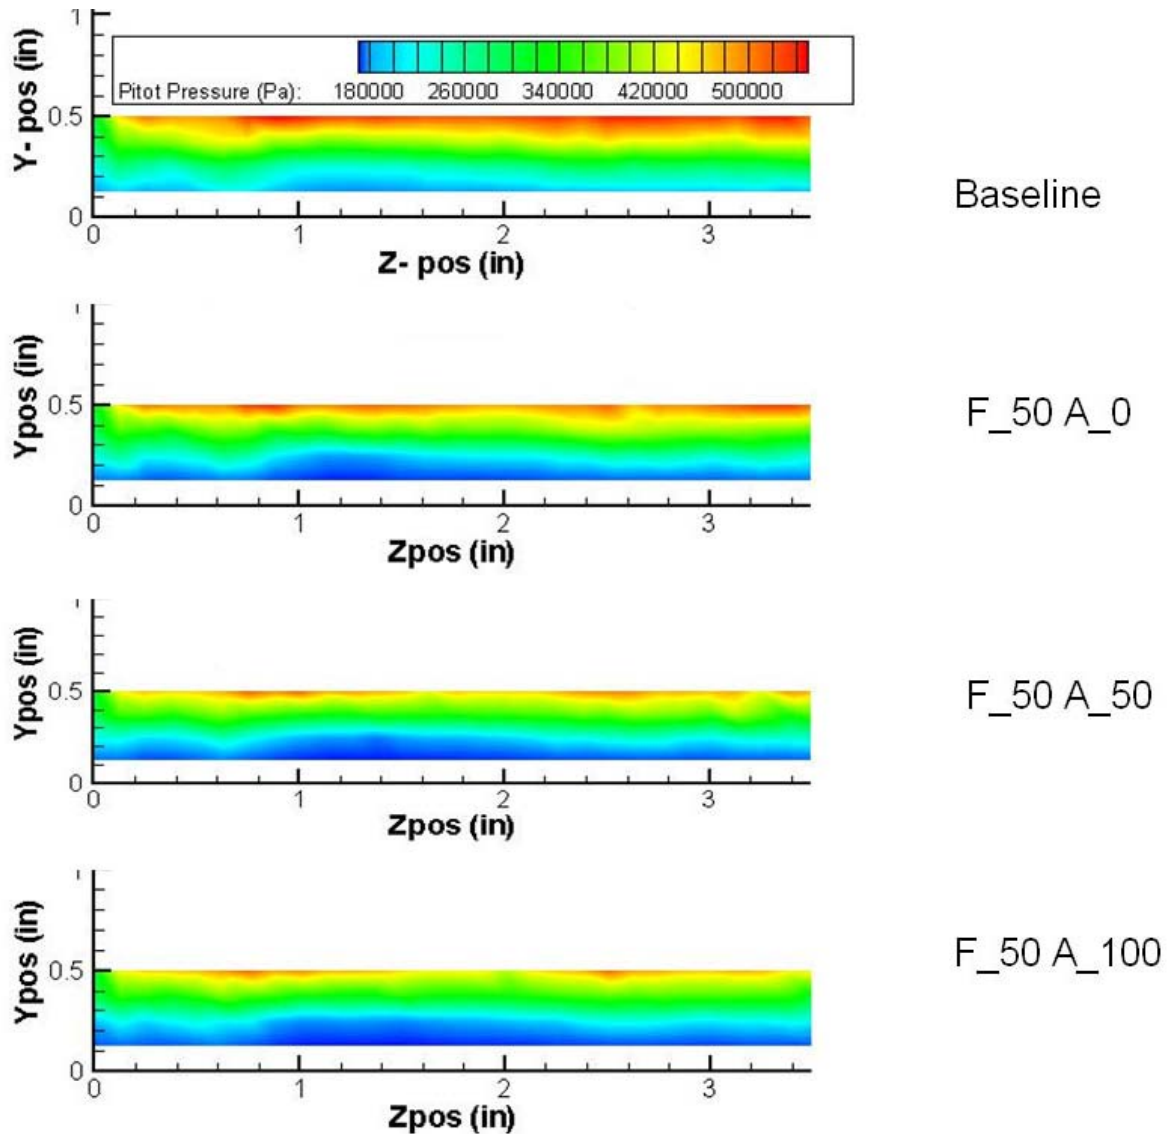 1
Y- pos (in)
Pitot Pressure (Pa): 180000 260000 340000 420000 500000
0.5
Baseline
0
0 1 2 3
Z- pos (in)
Ypos (in)
0.5
F_50 A_0
0
0 1 2 3
Zpos (in)
Ypos (in)
0.5
F_50 A_50
0
0 1 2 3
Zpos (in)
Ypos (in)
0.5
F_50 A_100
0
0 1 2 3
Zpos (in)